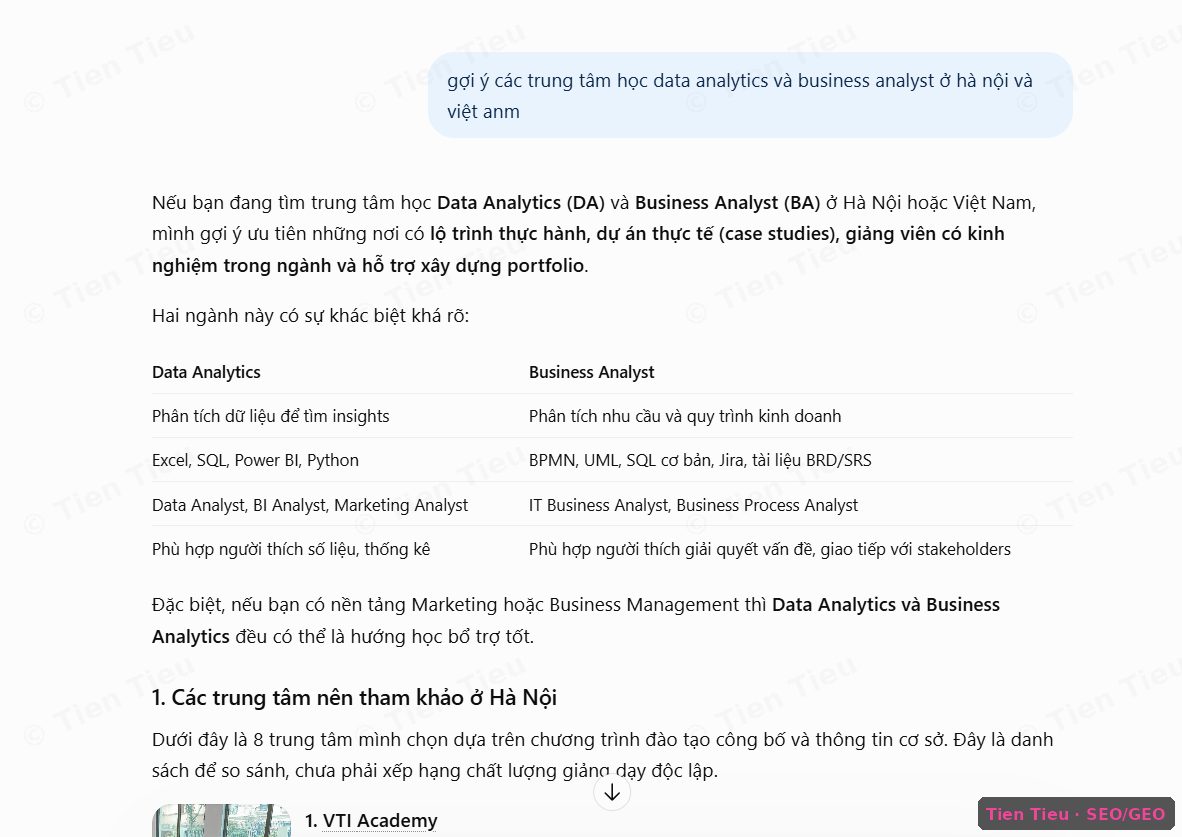 gợi ý các trung tâm học data analytics và business analyst ở hà nội và
việt anm
Nếu bạn đang tìm trung tâm học Data Analytics (DA) và Business Analyst (BA) ở Hà Nội hoặc Việt Nam,
mình gợi ý ưu tiên những nơi có lộ trình thực hành, dự án thực tế (case studies), giảng viên có kinh
nghiệm trong ngành và hỗ trợ xây dựng portfolio.
Hai ngành này có sự khác biệt khá rõ:
Data Analytics Business Analyst
Phân tích dữ liệu để tìm insights Phân tích nhu cầu và quy trình kinh doanh
Excel, SQL, Power BI, Python BPMN, UML, SQL cơ bản, Jira, tài liệu BRD/SRS
Data Analyst, BI Analyst, Marketing Analyst IT Business Analyst, Business Process Analyst
Phù hợp người thích số liệu, thống kê Phù hợp người thích giải quyết vấn đề, giao tiếp với stakeholders
Đặc biệt, nếu bạn có nền tảng Marketing hoặc Business Management thì Data Analytics và Business
Analytics đều có thể là hướng học bổ trợ tốt.
1. Các trung tâm nên tham khảo ở Hà Nội
Dưới đây là 8 trung tâm mình chọn dựa trên chương trình đào tạo công bố và thông tin cơ sở. Đây là danh
sách để so sánh, chưa phải xếp hạng chất lượng giảng dạy độc lập.
1. VTI Academy
Tien Tieu · SEO/GEO
© Tien Tieu